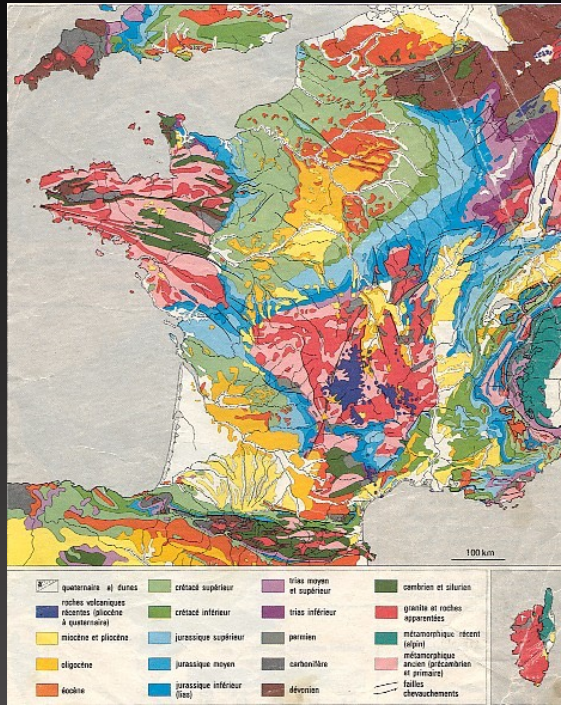 100 km
quaternaire a) dunes
roches volcaniques
récentes (pliocène
à quaternaire)
miocène et pliocène
oligocène
éocène
crétacé supérieur
crétacé inférieur
jurassique supérieur
jurassique moyen
jurassique inférieur
(lias)
trias moyen
et supérieur
trias inférieur
permien
carbonifère
dévonien
cambrien et silurien
granite et roches
apparentées
métamorphique récent
(alpin)
métamorphique
ancien (précambrien
et primaire)
failles
chevauchements